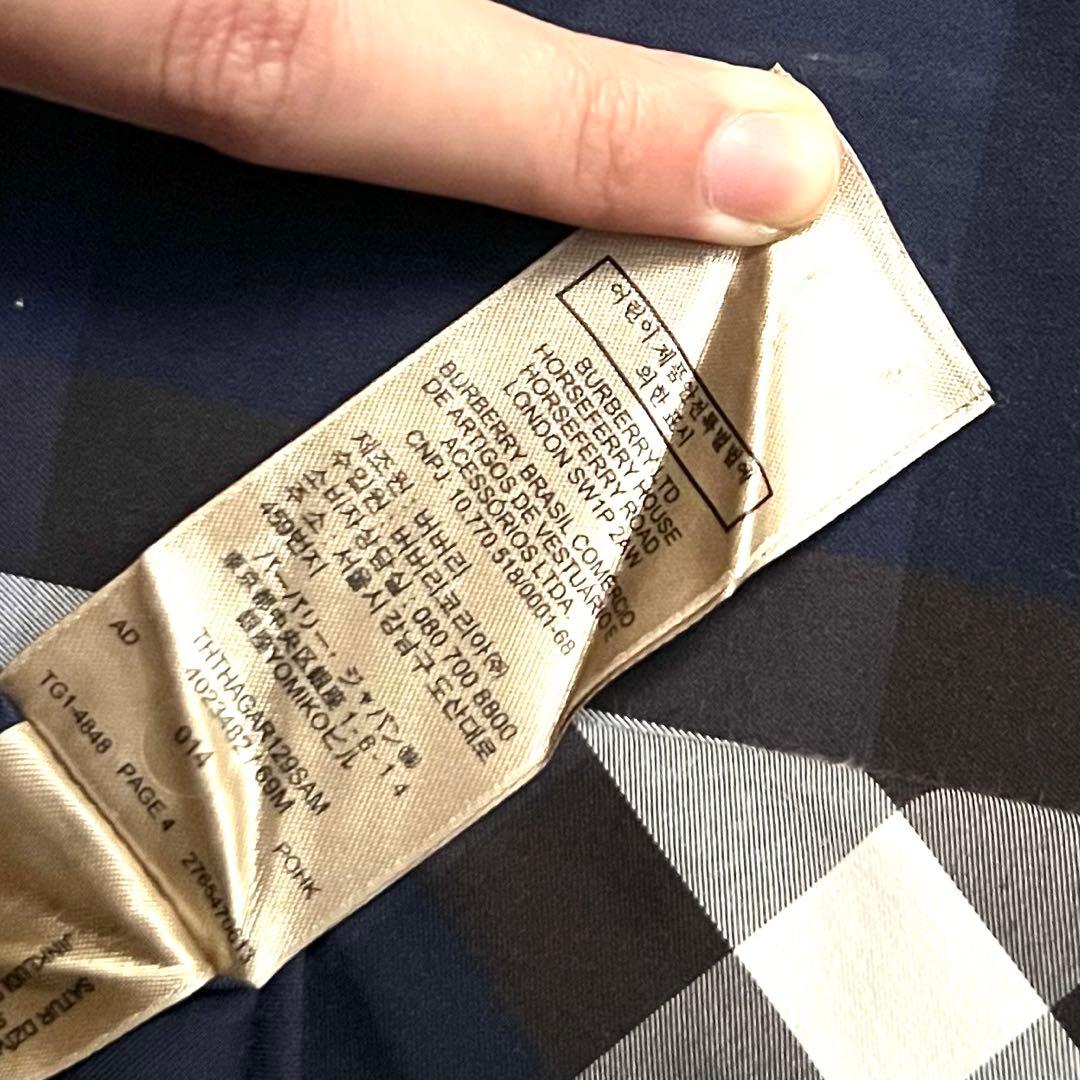 어린이제품안전특별법에
의한 표시
BURBERRY LTD
HORSEFERRY HOUSE
HORSEFERRY ROAD
LONDON SW1P 2AW
BURBERRY BRASIL COMERCIO
DE ARTIGOS DE VESTUARIO E
ACESSÓRIOS LTDA.
CNPJ 10.770.518/0001-68
제조원 : 버버리
수입원 : 버버리코리아㈜
소비자상담실 : 080 700 8800
주소 : 서울시 강남구 도산대로
459번지
バーバリー・ジャパン㈱
東京都中央区銀座 1-8-14
銀座YOMIKOビル
THTHAGAR129SAM
4023482 / 69M
AD 014 POHK
TG1-4848 PAGE 4
SATUR DZIV